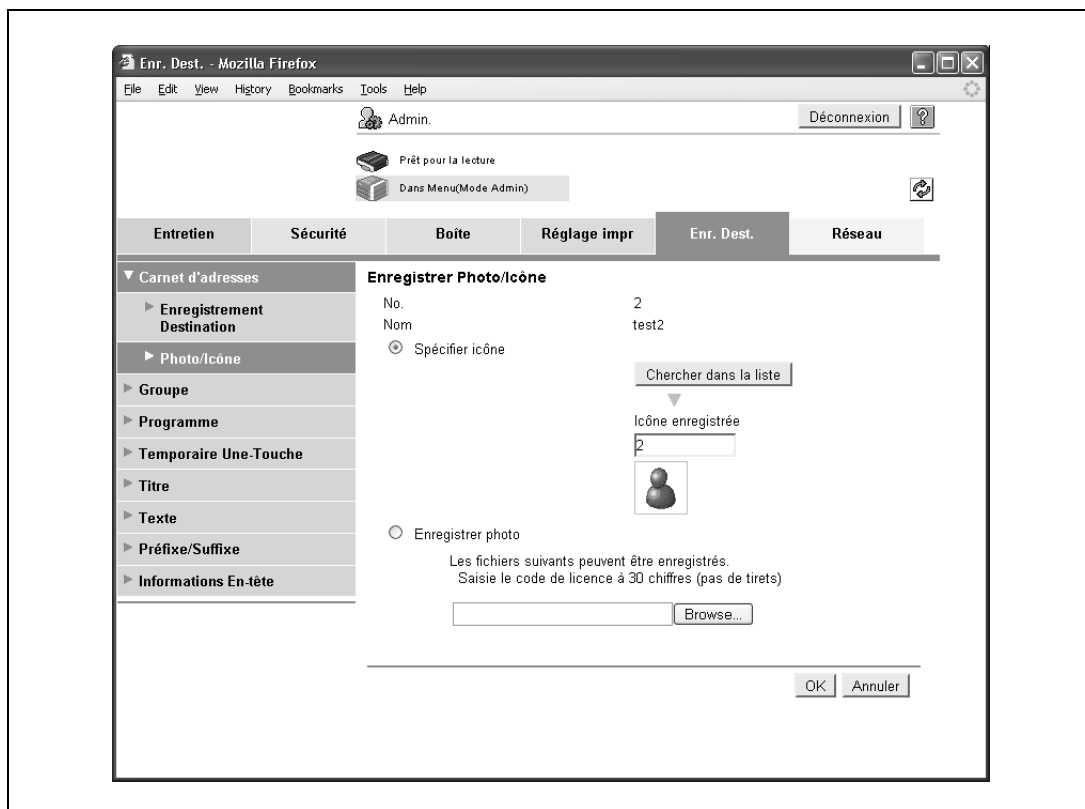 Enr. Dest. - Mozilla Firefox
File Edit View History Bookmarks Tools Help
Admin.
Déconnexion ?
Prêt pour la lecture
Dans Menu(Mode Admin)
Entretien Sécurité Boîte Réglage impr Enr. Dest. Réseau
Carnet d'adresses
Enregistrement
Destination
Photo/Icône
Groupe
Programme
Temporaire Une-Touche
Titre
Texte
Préfixe/Suffixe
Informations En-tête
Enregistrer Photo/Icône
No. 2
Nom test2
Spécifier icône
Chercher dans la liste
Icône enregistrée
2
Enregistrer photo
Les fichiers suivants peuvent être enregistrés.
Saisie le code de licence à 30 chiffres (pas de tirets)
Browse...
OK Annuler